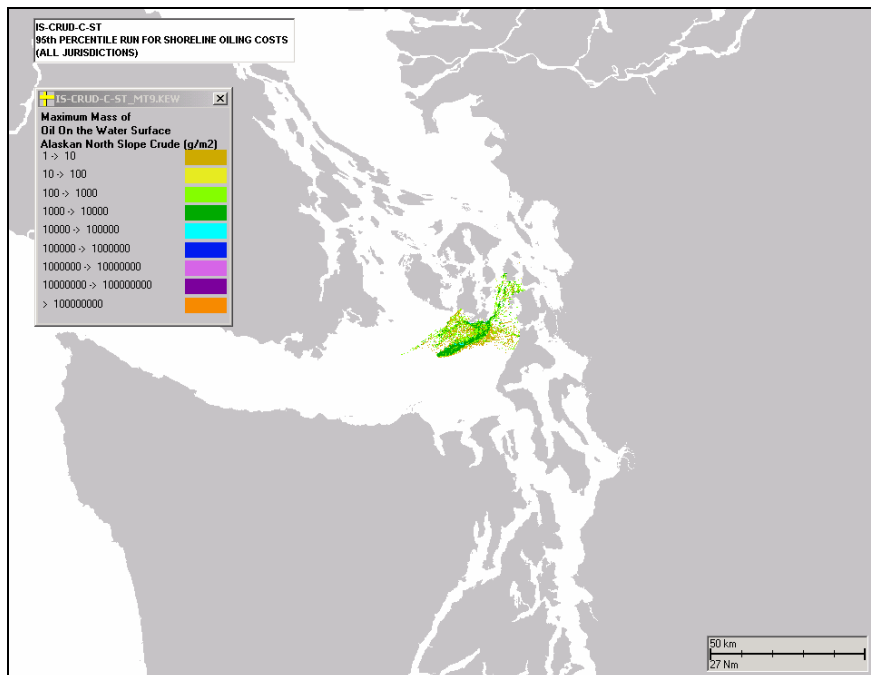 IS-CRUD-C-ST
95th PERCENTILE RUN FOR SHORELINE OILING COSTS
(ALL JURISDICTIONS)
IS-CRUD-C-ST_MT9.KEW
Maximum Mass of
Oil On the Water Surface
Alaskan North Slope Crude (g/m2)
1 -> 10
10 -> 100
100 -> 1000
1000 -> 10000
10000 -> 100000
100000 -> 1000000
1000000 -> 10000000
10000000 -> 100000000
> 100000000
50 km
27 Nm